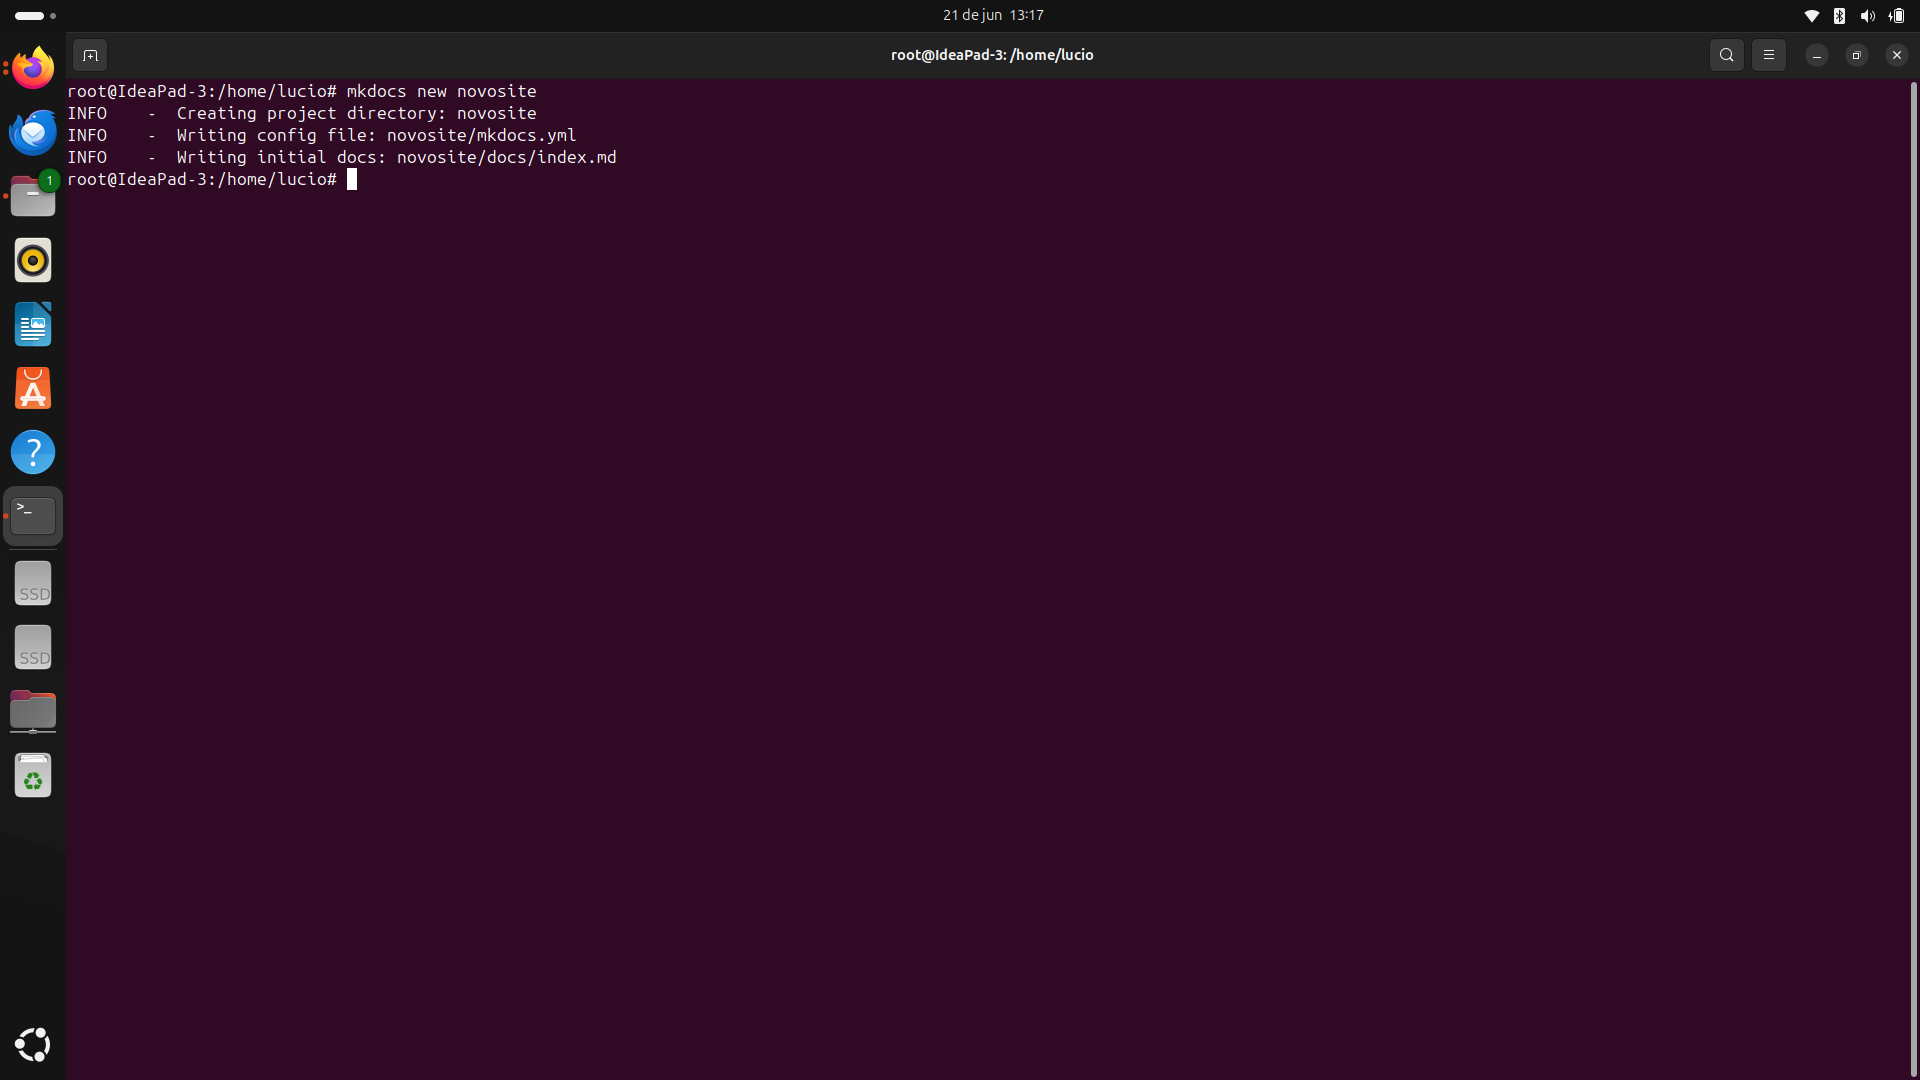 21 de jun 13:17
root@IdeaPad-3: /home/lucio
root@IdeaPad-3:/home/lucio# mkdocs new novosite
INFO    -  Creating project directory: novosite
INFO    -  Writing config file: novosite/mkdocs.yml
INFO    -  Writing initial docs: novosite/docs/index.md
root@IdeaPad-3:/home/lucio#
1
A
?
>_
SSD
SSD